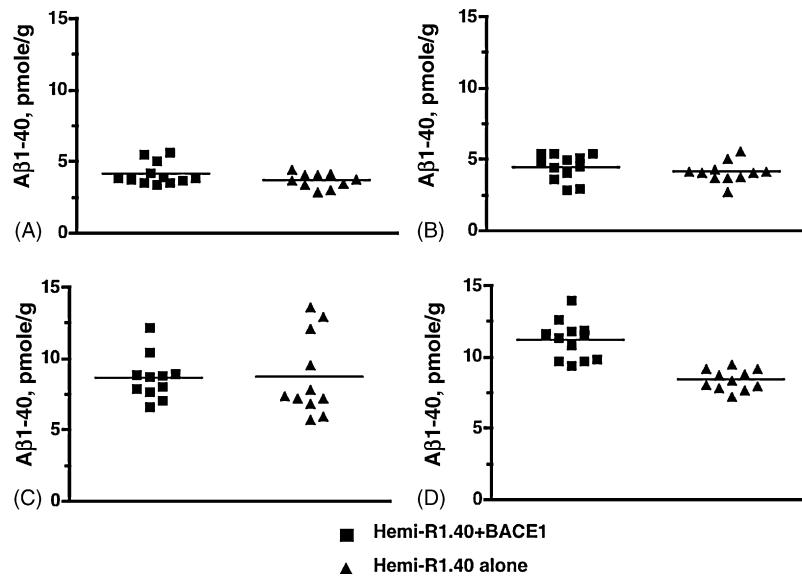 15
10
5
0
Aβ1-40, pmole/g
(A)
15
10
5
0
Aβ1-40, pmole/g
(B)
15
10
5
0
Aβ1-40, pmole/g
(C)
15
10
5
0
Aβ1-40, pmole/g
(D)
Hemi-R1.40+BACE1
Hemi-R1.40 alone